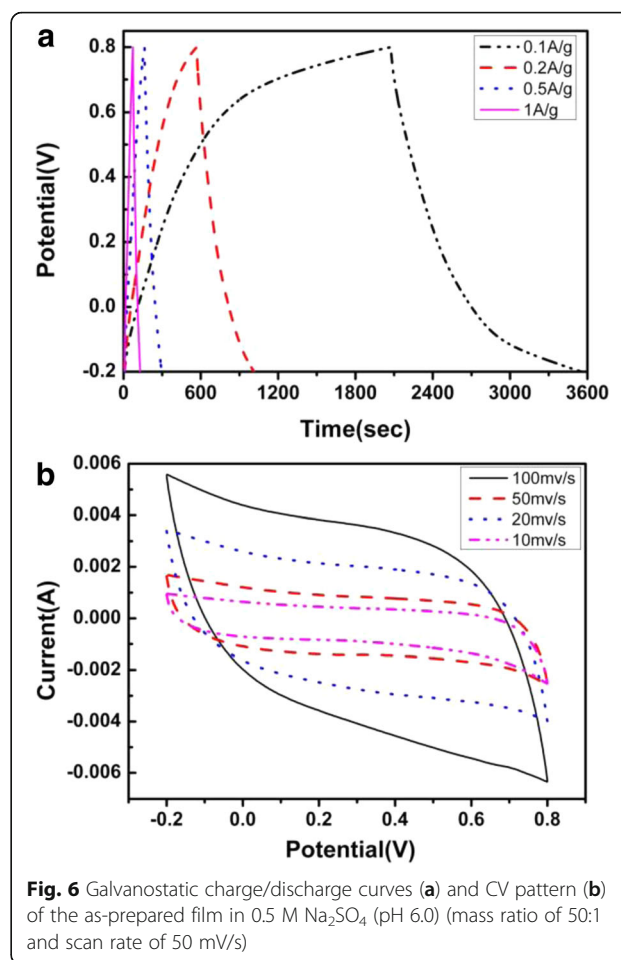 a
0.8
0.6
0.4
0.2
0.0
-0.2
Potential(V)
0.1A/g
0.2A/g
0.5A/g
1A/g
0 600 1200 1800 2400 3000 3600
Time(sec)
b
0.006
0.004
0.002
0.000
-0.002
-0.004
-0.006
Current(A)
100mv/s
50mv/s
20mv/s
10mv/s
-0.2 0.0 0.2 0.4 0.6 0.8
Potential(V)
Fig. 6 Galvanostatic charge/discharge curves (a) and CV pattern (b)
of the as-prepared film in 0.5 M Na₂SO₄ (pH 6.0) (mass ratio of 50:1
and scan rate of 50 mV/s)